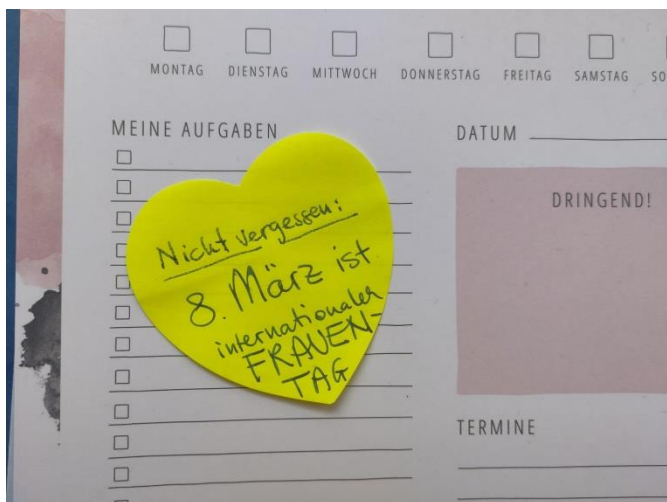 MONTAG DIENSTAG MITTWOCH DONNERSTAG FREITAG SAMSTAG SO
MEINE AUFGABEN
DATUM
DRINGEND!
Nicht vergessen:
8. März ist
internationaler
FRAUEN-
TAG
TERMINE